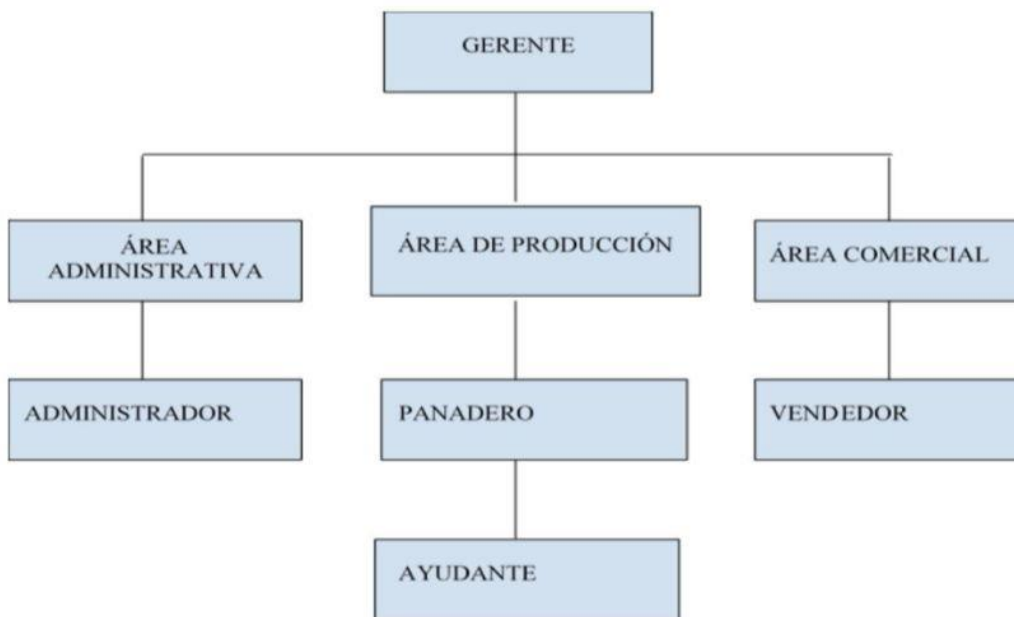 GERENTE
ÁREA
ADMINISTRATIVA
ÁREA DE PRODUCCIÓN
ÁREA COMERCIAL
ADMINISTRADOR
PANADERO
VENDEDOR
AYUDANTE